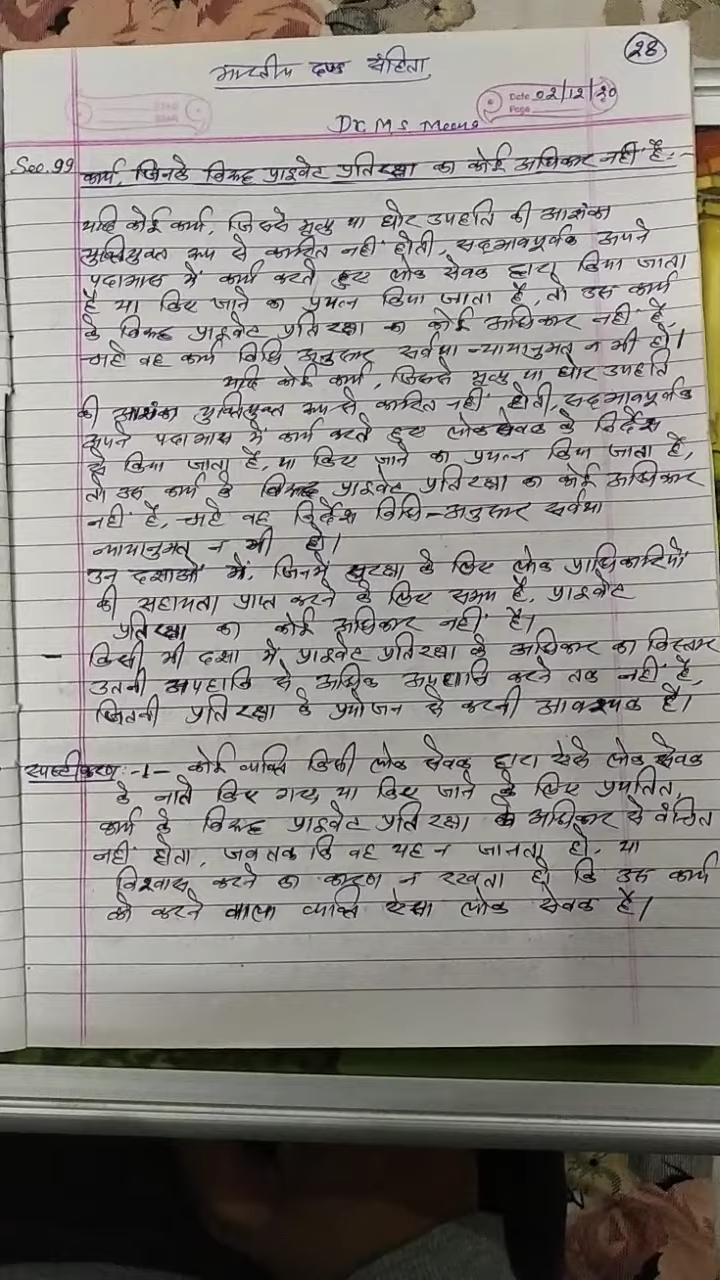 28
भारतीय दण्ड संहिता
Date 02/12/20
Page
Dr. M S Meena
Sec. 99 कार्य, जिनके विरुद्ध प्राइवेट प्रतिरक्षा का कोई अधिकार नहीं है:-
यदि कोई कार्य, जिससे मृत्यु या घोर उपहति की आशंका
युक्तियुक्त रूप से कारित नहीं होती, सदभावपूर्वक अपने
पदाभास में कार्य करते हुए लोक सेवक द्वारा किया जाता
है या किए जाने का प्रयत्न किया जाता है, तो उस कार्य
के विरुद्ध प्राइवेट प्रतिरक्षा का कोई अधिकार नहीं है,
चाहे वह कार्य विधि अनुसार सर्वथा न्यायानुमत न भी हो।
यदि कोई कार्य, जिससे मृत्यु या घोर उपहति
की आशंका युक्तियुक्त रूप से कारित नहीं होती, सदभावपूर्वक
अपने पदाभास में कार्य करते हुए लोक सेवक के निर्देश
से किया जाता है, या किए जाने का प्रयत्न किया जाता है,
तो उस कार्य के विरुद्ध प्राइवेट प्रतिरक्षा का कोई अधिकार
नहीं है, चाहे वह निर्देश विधि-अनुसार सर्वथा
न्यायानुमत न भी हो।
उन दशाओं में, जिनमें सुरक्षा के लिए लोक प्राधिकारियों
की सहायता प्राप्त करने के लिए समय है, प्राइवेट
प्रतिरक्षा का कोई अधिकार नहीं है।
- किसी भी दशा में प्राइवेट प्रतिरक्षा के अधिकार का विस्तार
उतनी अपहानि से अधिक अपहानि करने तक नहीं है,
जितनी प्रतिरक्षा के प्रयोजन से करनी आवश्यक है।
स्पष्टीकरण :-1- कोई व्यक्ति किसी लोक सेवक द्वारा ऐसे लोक सेवक
के नाते किए गए या किए जाने के लिए प्रयतित,
कार्य के विरुद्ध प्राइवेट प्रतिरक्षा के अधिकार से वंचित
नहीं होता, जब तक कि वह यह न जानता हो, या
विश्वास करने का कारण न रखता हो कि उस कार्य
को करने वाला व्यक्ति ऐसा लोक सेवक है।